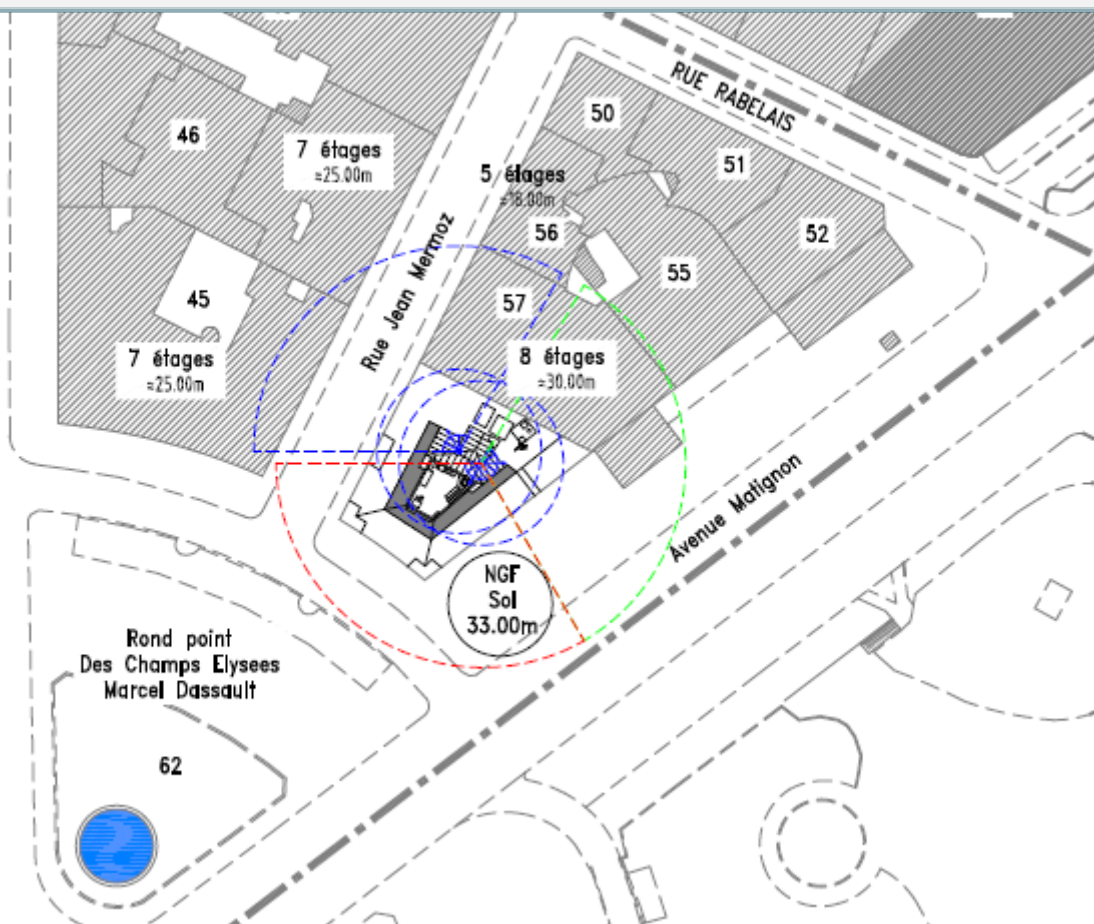 RUE RABELAIS
50
46
7 étages
≈25.00m
51
5 étages
≈18.00m
56
52
55
Rue Jean Mermoz
45
57
7 étages
≈25.00m
8 étages
≈30.00m
Avenue Matignon
NGF
Sol
33.00m
Rond point
Des Champs Elysees
Marcel Dassault
62